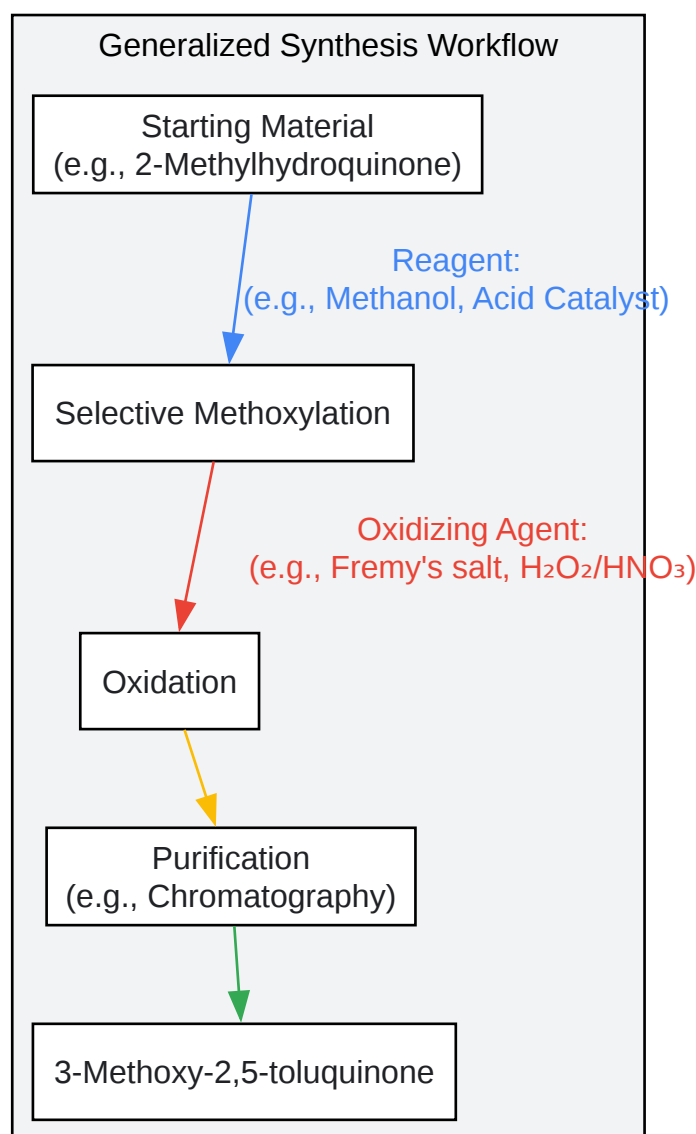 Generalized Synthesis Workflow
Starting Material
(e.g., 2-Methylhydroquinone)
Reagent:
(e.g., Methanol, Acid Catalyst)
Selective Methoxylation
Oxidizing Agent:
(e.g., Fremy's salt, H₂O₂/HNO₃)
Oxidation
Purification
(e.g., Chromatography)
3-Methoxy-2,5-toluquinone